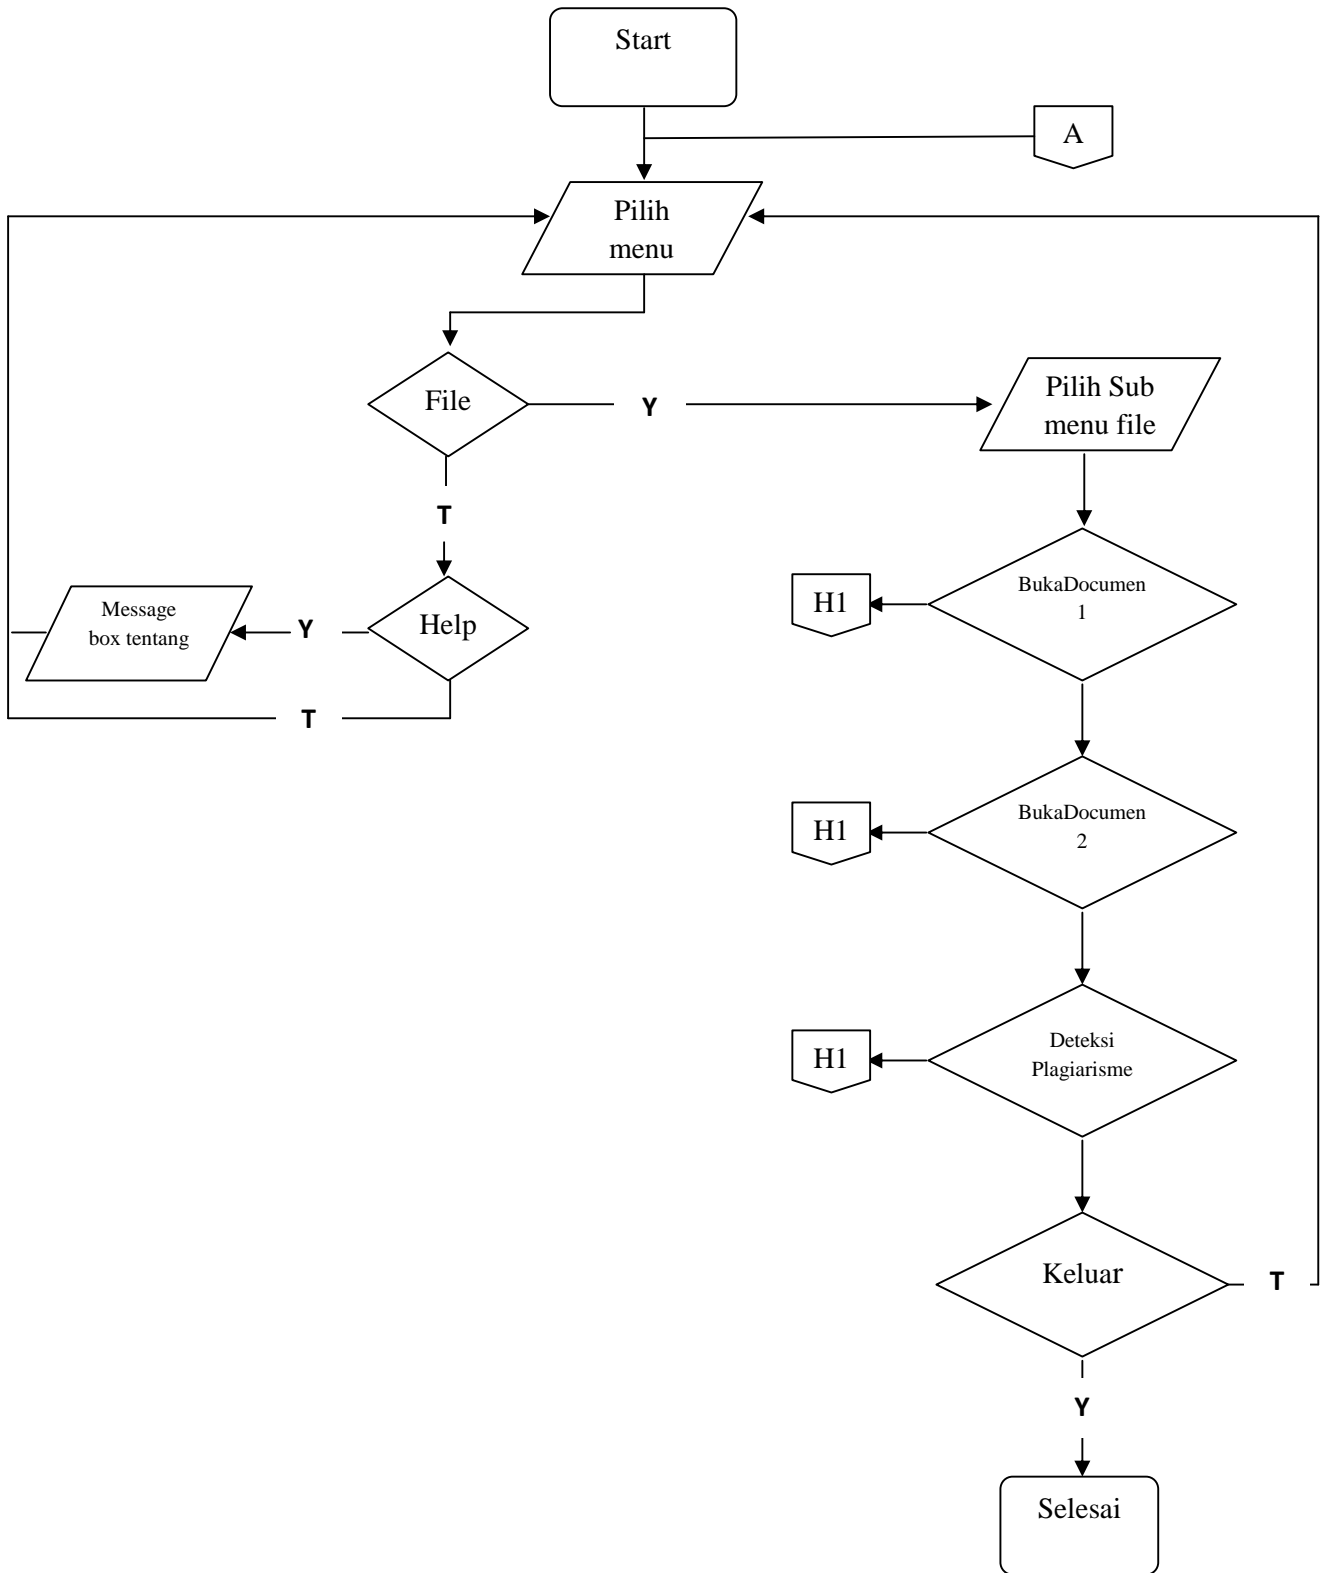 Start
A
Pilih
menu
File
Y
Pilih Sub
menu file
T
BukaDocumen
1
H1
Message
box tentang
Y
Help
T
BukaDocumen
2
H1
Deteksi
Plagiarisme
H1
Keluar
T
Y
Selesai